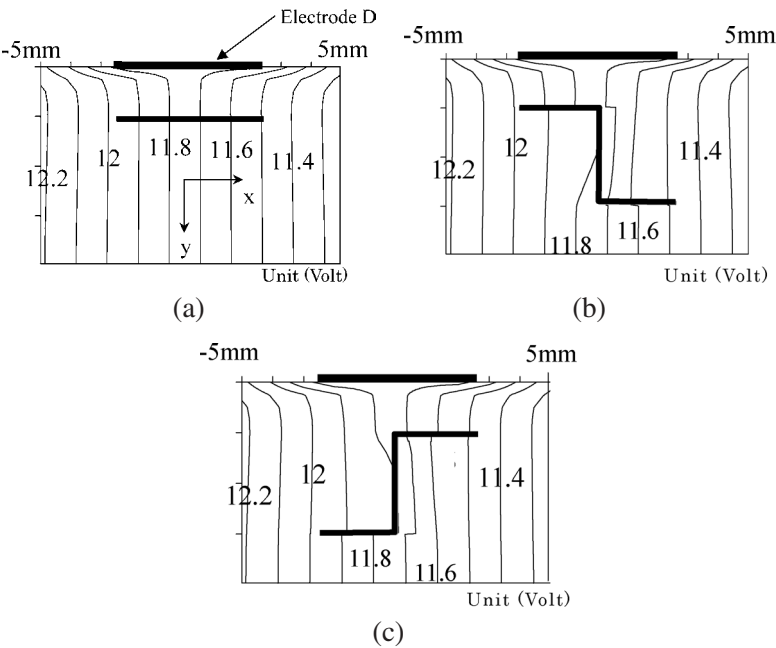 Electrode D
-5mm 5mm
12.2 12 11.8 11.6 11.4
x
y
Unit (Volt)
(a)
-5mm 5mm
12.2 12 11.4
11.8 11.6
Unit (Volt)
(b)
-5mm 5mm
12.2 12 11.4
11.8 11.6
Unit (Volt)
(c)